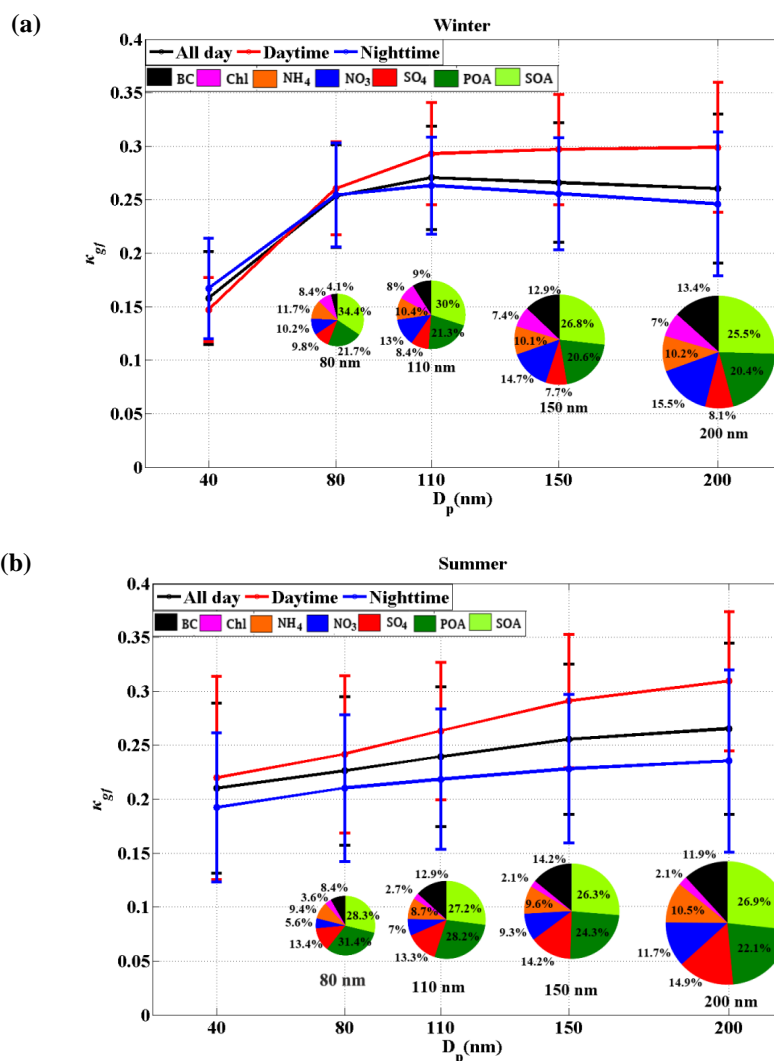 (a)
Winter
0.4
All day Daytime Nighttime
BC Chl NH4 NO3 SO4 POA SOA
0.35
0.3
0.25
0.2
0.15
0.1
0.05
0
κgf
8.4% 4.1% 34.4% 11.7% 10.2% 9.8% 21.7%
80 nm
9% 8% 30% 10.4% 13% 8.4% 21.3%
110 nm
12.9% 7.4% 26.8% 10.1% 14.7% 7.7% 20.6%
150 nm
13.4% 7% 25.5% 10.2% 15.5% 8.1% 20.4%
200 nm
40 80 110 150 200
Dp(nm)
(b)
Summer
0.4
All day Daytime Nighttime
BC Chl NH4 NO3 SO4 POA SOA
0.35
0.3
0.25
0.2
0.15
0.1
0.05
0
κgf
8.4% 3.6% 28.3% 9.4% 5.6% 13.4% 31.4%
80 nm
12.9% 2.7% 27.2% 8.7% 7% 13.3% 28.2%
110 nm
14.2% 2.1% 26.3% 9.6% 9.3% 14.2% 24.3%
150 nm
11.9% 2.1% 26.9% 10.5% 11.7% 14.9% 22.1%
200 nm
40 80 110 150 200
Dp(nm)